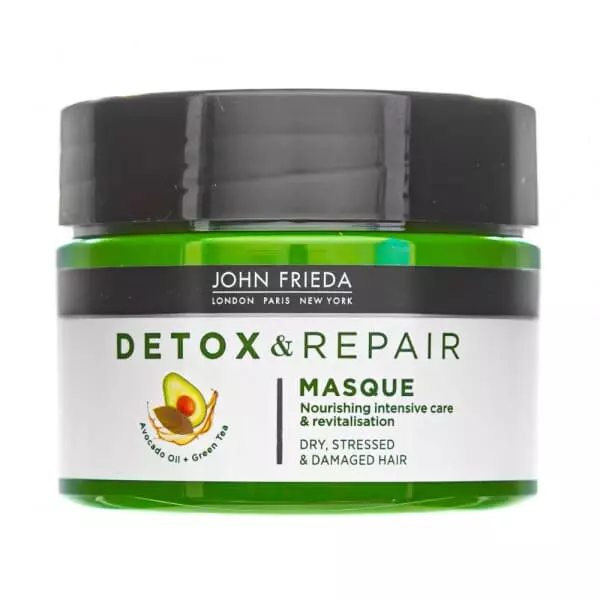 JOHN FRIEDA
LONDON PARIS NEW YORK
DETOX & REPAIR
Avocado Oil + Green Tea
MASQUE
Nourishing intensive care
& revitalisation
DRY, STRESSED
& DAMAGED HAIR